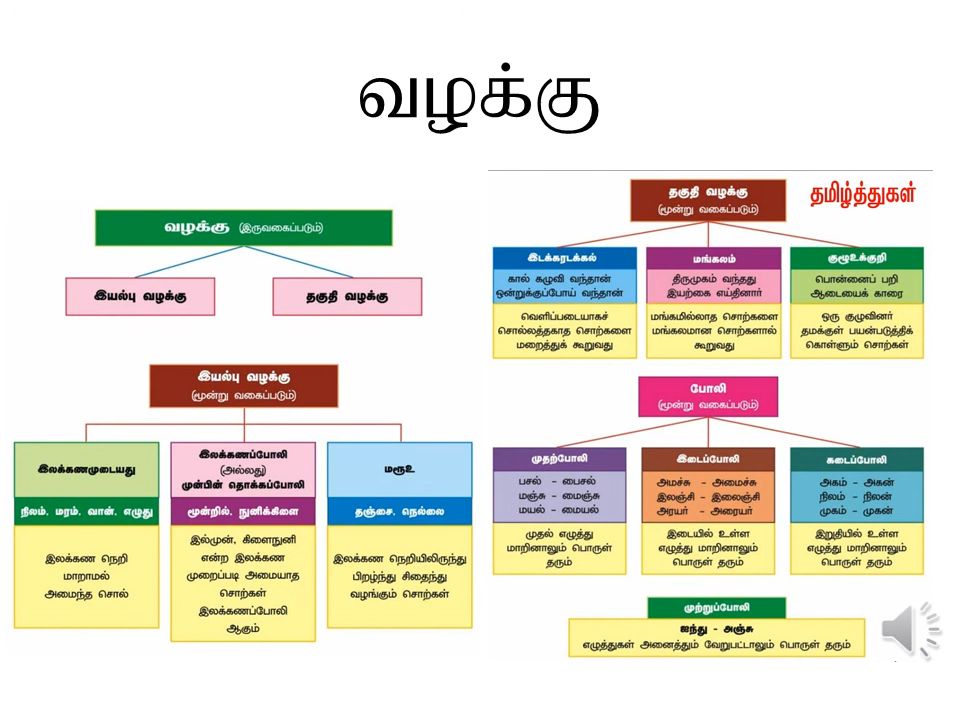 வழக்கு
வழக்கு (இருவகைப்படும்)
இயல்பு வழக்கு
தகுதி வழக்கு
இயல்பு வழக்கு
(மூன்று வகைப்படும்)
இலக்கணமுடையது
நிலம், மரம், வான், எழுது
இலக்கண நெறி
மாறாமல்
அமைந்த சொல்
இலக்கணப்போலி
(அல்லது)
முன்பின் தொக்கப்போலி
மூன்றில், நுனிக்கிளை
இல்முன், கிளைநுனி
என்ற இலக்கண
முறைப்படி அமையாத
சொற்கள்
இலக்கணப்போலி
ஆகும்
மரூஉ
தஞ்சை, நெல்லை
இலக்கண நெறியிலிருந்து
பிறழ்ந்து சிதைந்து
வழங்கும் சொற்கள்
தமிழ்த்துகள்
தகுதி வழக்கு
(மூன்று வகைப்படும்)
இடக்கரடக்கல்
கால் கழுவி வந்தான்
ஒன்றுக்குப்போய் வந்தான்
வெளிப்படையாகச்
சொல்லத்தகாத சொற்களை
மறைத்துக் கூறுவது
மங்கலம்
திருமுகம் வந்தது
இயற்கை எய்தினார்
மங்கமில்லாத சொற்களை
மங்கலமான சொற்களால்
கூறுவது
குழூஉக்குறி
பொன்னைப் பறி
ஆடையைக் காரை
ஒரு குழுவினர்
தமக்குள் பயன்படுத்திக்
கொள்ளும் சொற்கள்
போலி
(மூன்று வகைப்படும்)
முதற்போலி
பசல் - பைசல்
மஞ்சு - மைஞ்சு
மயல் - மையல்
முதல் எழுத்து
மாறினாலும் பொருள்
தரும்
இடைப்போலி
அமச்சு - அமைச்சு
இலஞ்சி - இலைஞ்சி
அரயர் - அரையர்
இடையில் உள்ள
எழுத்து மாறினாலும்
பொருள் தரும்
கடைப்போலி
அகம் - அகன்
நிலம் - நிலன்
முகம் - முகன்
இறுதியில் உள்ள
எழுத்து மாறினாலும்
பொருள் தரும்
முற்றுப்போலி
ஐந்து - அஞ்சு
எழுத்துகள் அனைத்தும் வேறுபட்டாலும் பொருள் தரும்